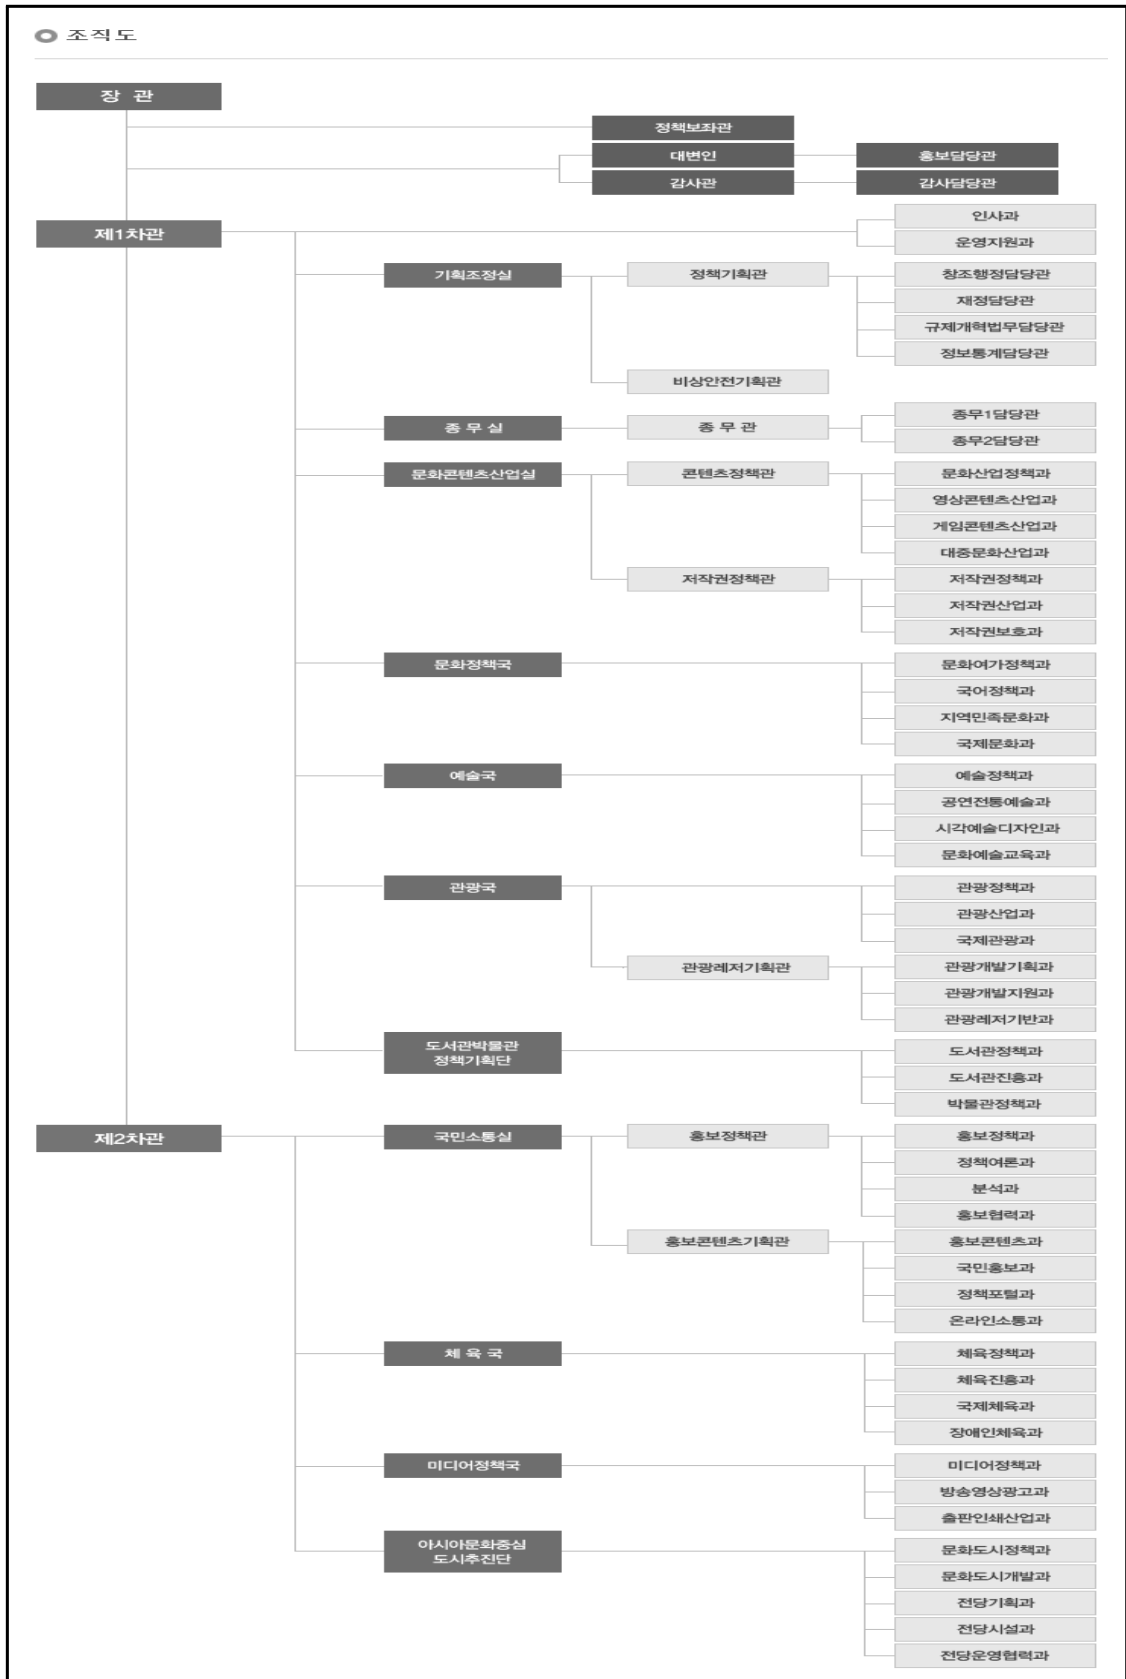 조직도
장 관
정책보좌관
대변인
홍보담당관
감사관
감사담당관
제1차관
인사과
운영지원과
기획조정실
정책기획관
창조행정담당관
재정담당관
규제개혁법무담당관
정보통계담당관
비상안전기획관
종 무 실
종 무 관
종무1담당관
종무2담당관
문화콘텐츠산업실
콘텐츠정책관
문화산업정책과
영상콘텐츠산업과
게임콘텐츠산업과
대중문화산업과
저작권정책관
저작권정책과
저작권산업과
저작권보호과
문화정책국
문화여가정책과
국어정책과
지역민족문화과
국제문화과
예술국
예술정책과
공연전통예술과
시각예술디자인과
문화예술교육과
관광국
관광정책과
관광산업과
국제관광과
관광레저기획관
관광개발기획과
관광개발지원과
관광레저기반과
도서관박물관
정책기획단
도서관정책과
도서관진흥과
박물관정책과
제2차관
국민소통실
홍보정책관
홍보정책과
정책여론과
분석과
홍보협력과
홍보콘텐츠기획관
홍보콘텐츠과
국민홍보과
정책포털과
온라인소통과
체 육 국
체육정책과
체육진흥과
국제체육과
장애인체육과
미디어정책국
미디어정책과
방송영상광고과
출판인쇄산업과
아시아문화중심
도시추진단
문화도시정책과
문화도시개발과
전당기획과
전당시설과
전당운영협력과